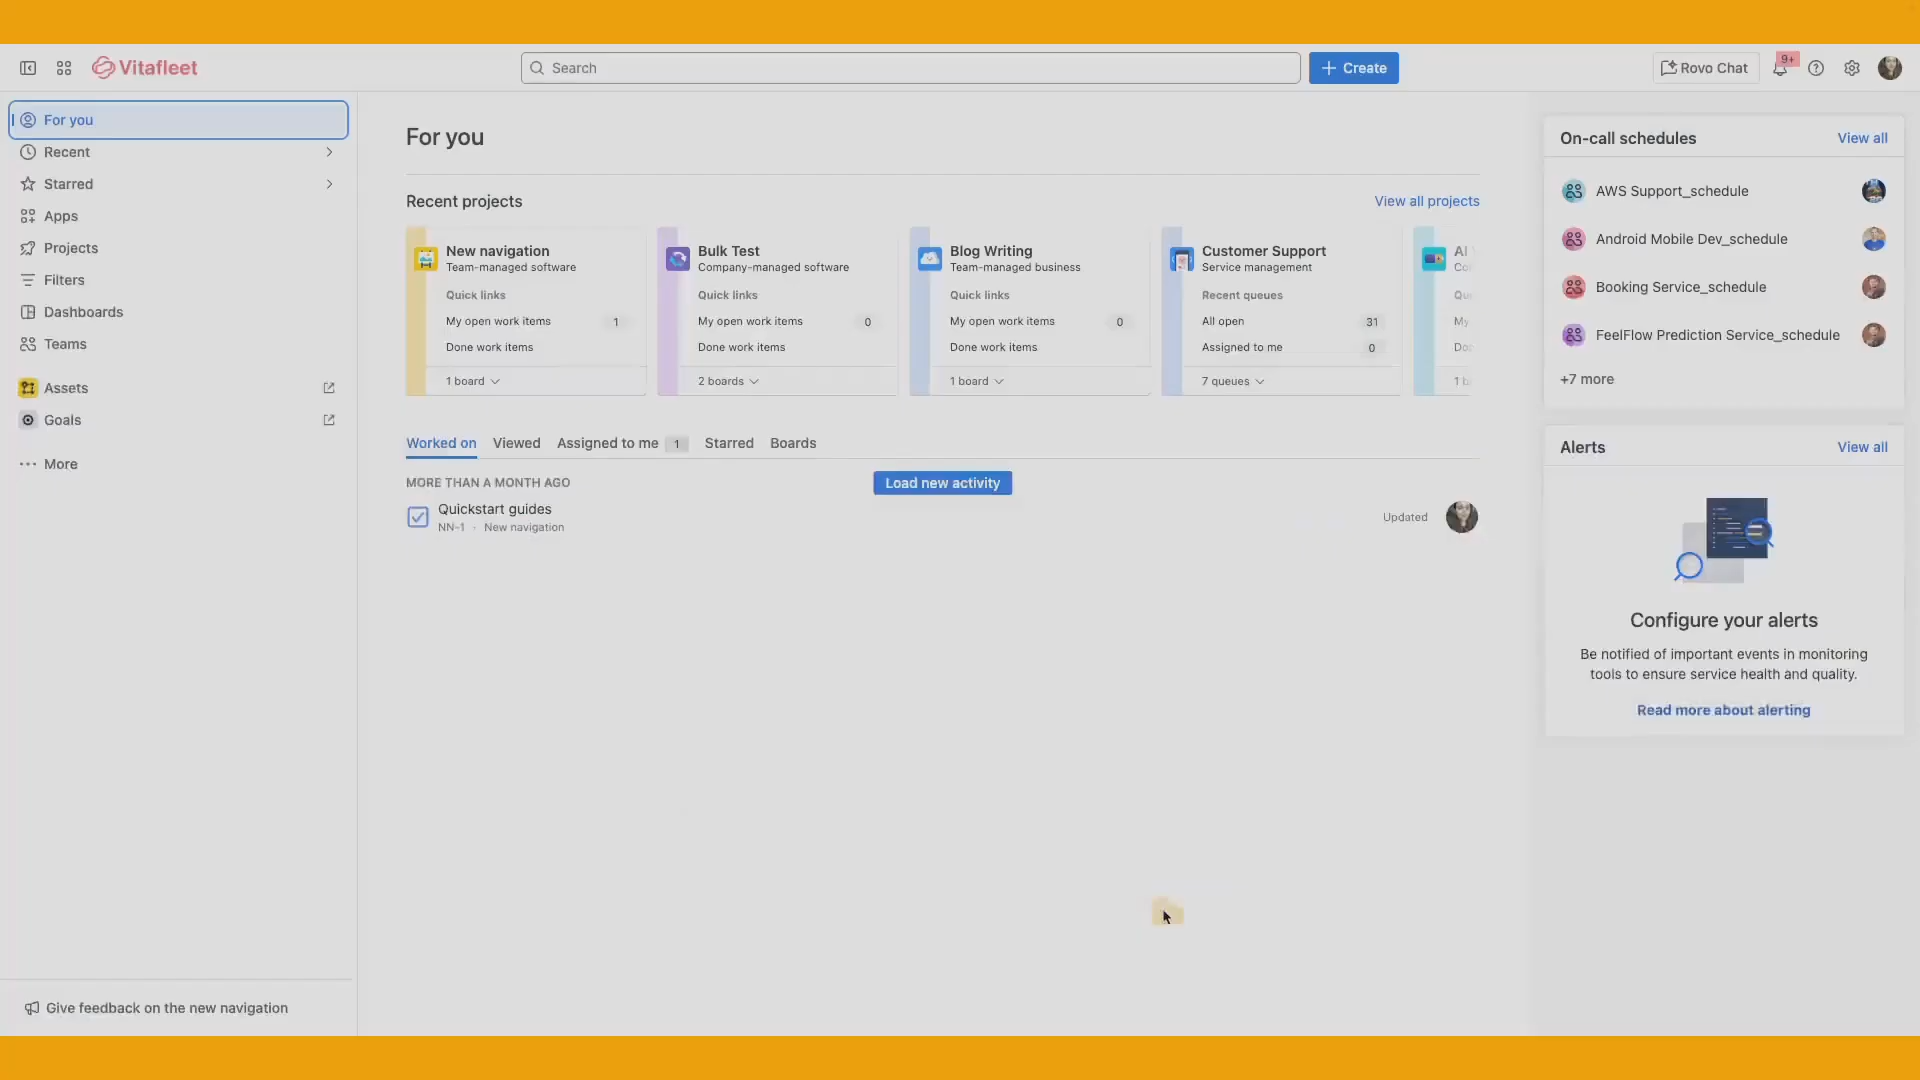 Vitafleet
Search
Create
Rovo Chat
9+
For you
Recent
Starred
Apps
Projects
Filters
Dashboards
Teams
Assets
Goals
More
Give feedback on the new navigation
For you
Recent projects
View all projects
New navigation
Team-managed software
Quick links
My open work items 1
Done work items
1 board
Bulk Test
Company-managed software
Quick links
My open work items 0
Done work items
2 boards
Blog Writing
Team-managed business
Quick links
My open work items 0
Done work items
1 board
Customer Support
Service management
Recent queues
All open 31
Assigned to me 0
7 queues
AI
My
Worked on Viewed Assigned to me 1 Starred Boards
MORE THAN A MONTH AGO
Load new activity
Quickstart guides
NN-1 · New navigation
Updated
On-call schedules
View all
AWS Support_schedule
Android Mobile Dev_schedule
Booking Service_schedule
FeelFlow Prediction Service_schedule
+7 more
Alerts
View all
Configure your alerts
Be notified of important events in monitoring
tools to ensure service health and quality.
Read more about alerting